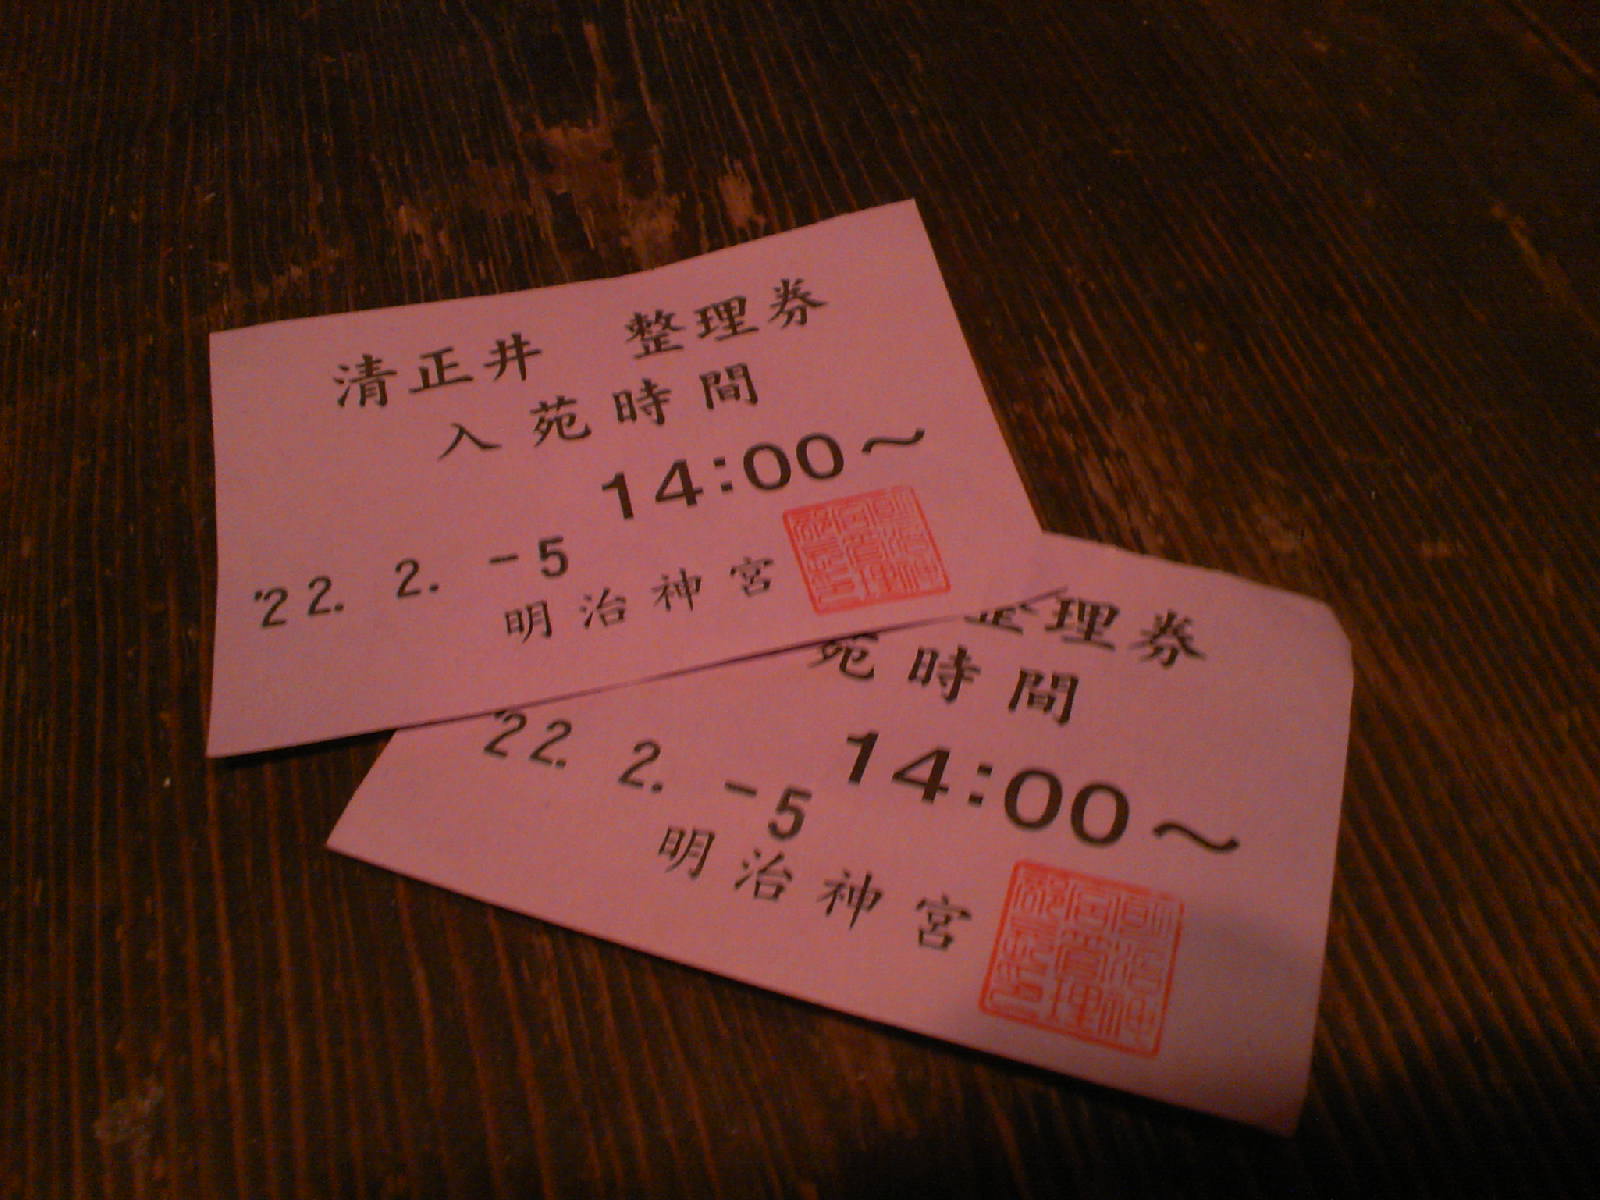 清正井 整理券
入苑時間
14:00～
'22. 2. -5
明治神宮
整理券
苑時間
14:00～
'22. 2. -5
明治神宮